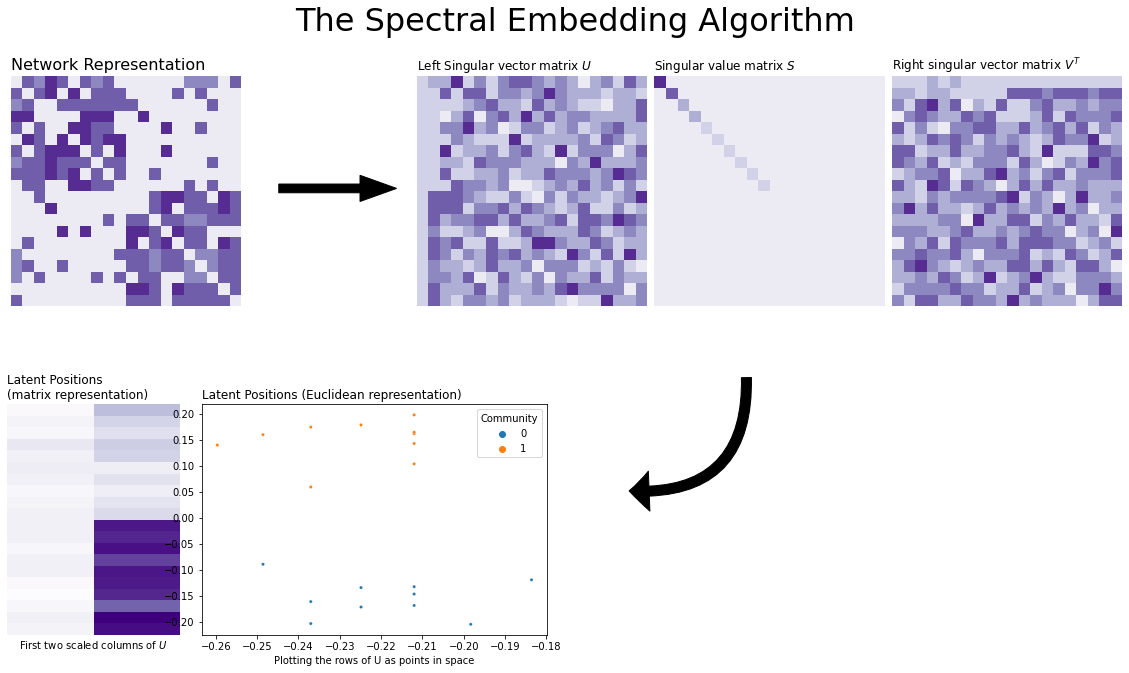 The Spectral Embedding Algorithm
Network Representation
Left Singular vector matrix U
Singular value matrix S
Right singular vector matrix V^T
Latent Positions
(matrix representation)
First two scaled columns of U
Latent Positions (Euclidean representation)
Community
0
1
0.20
0.15
0.10
0.05
0.00
−0.05
−0.10
−0.15
−0.20
−0.26 −0.25 −0.24 −0.23 −0.22 −0.21 −0.20 −0.19 −0.18
Plotting the rows of U as points in space